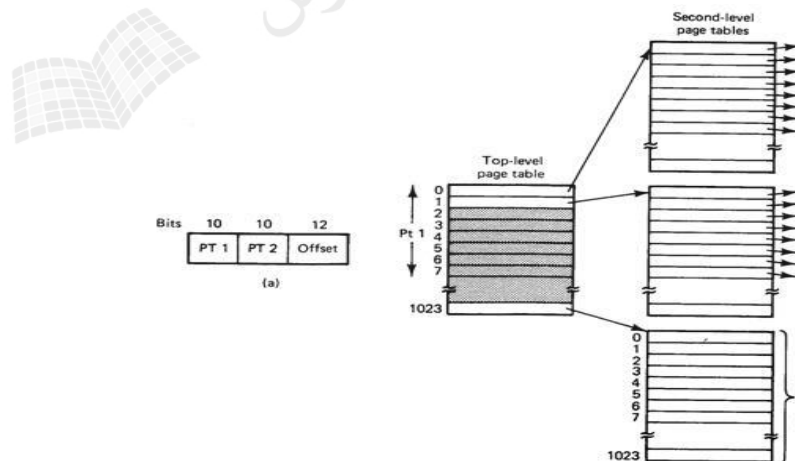 Second-level
page tables
Top-level
page table
Bits 10 10 12
PT 1 PT 2 Offset
(a)
Pt 1
0
1
2
3
4
5
6
7
1023
0
1
2
3
4
5
6
7
1023